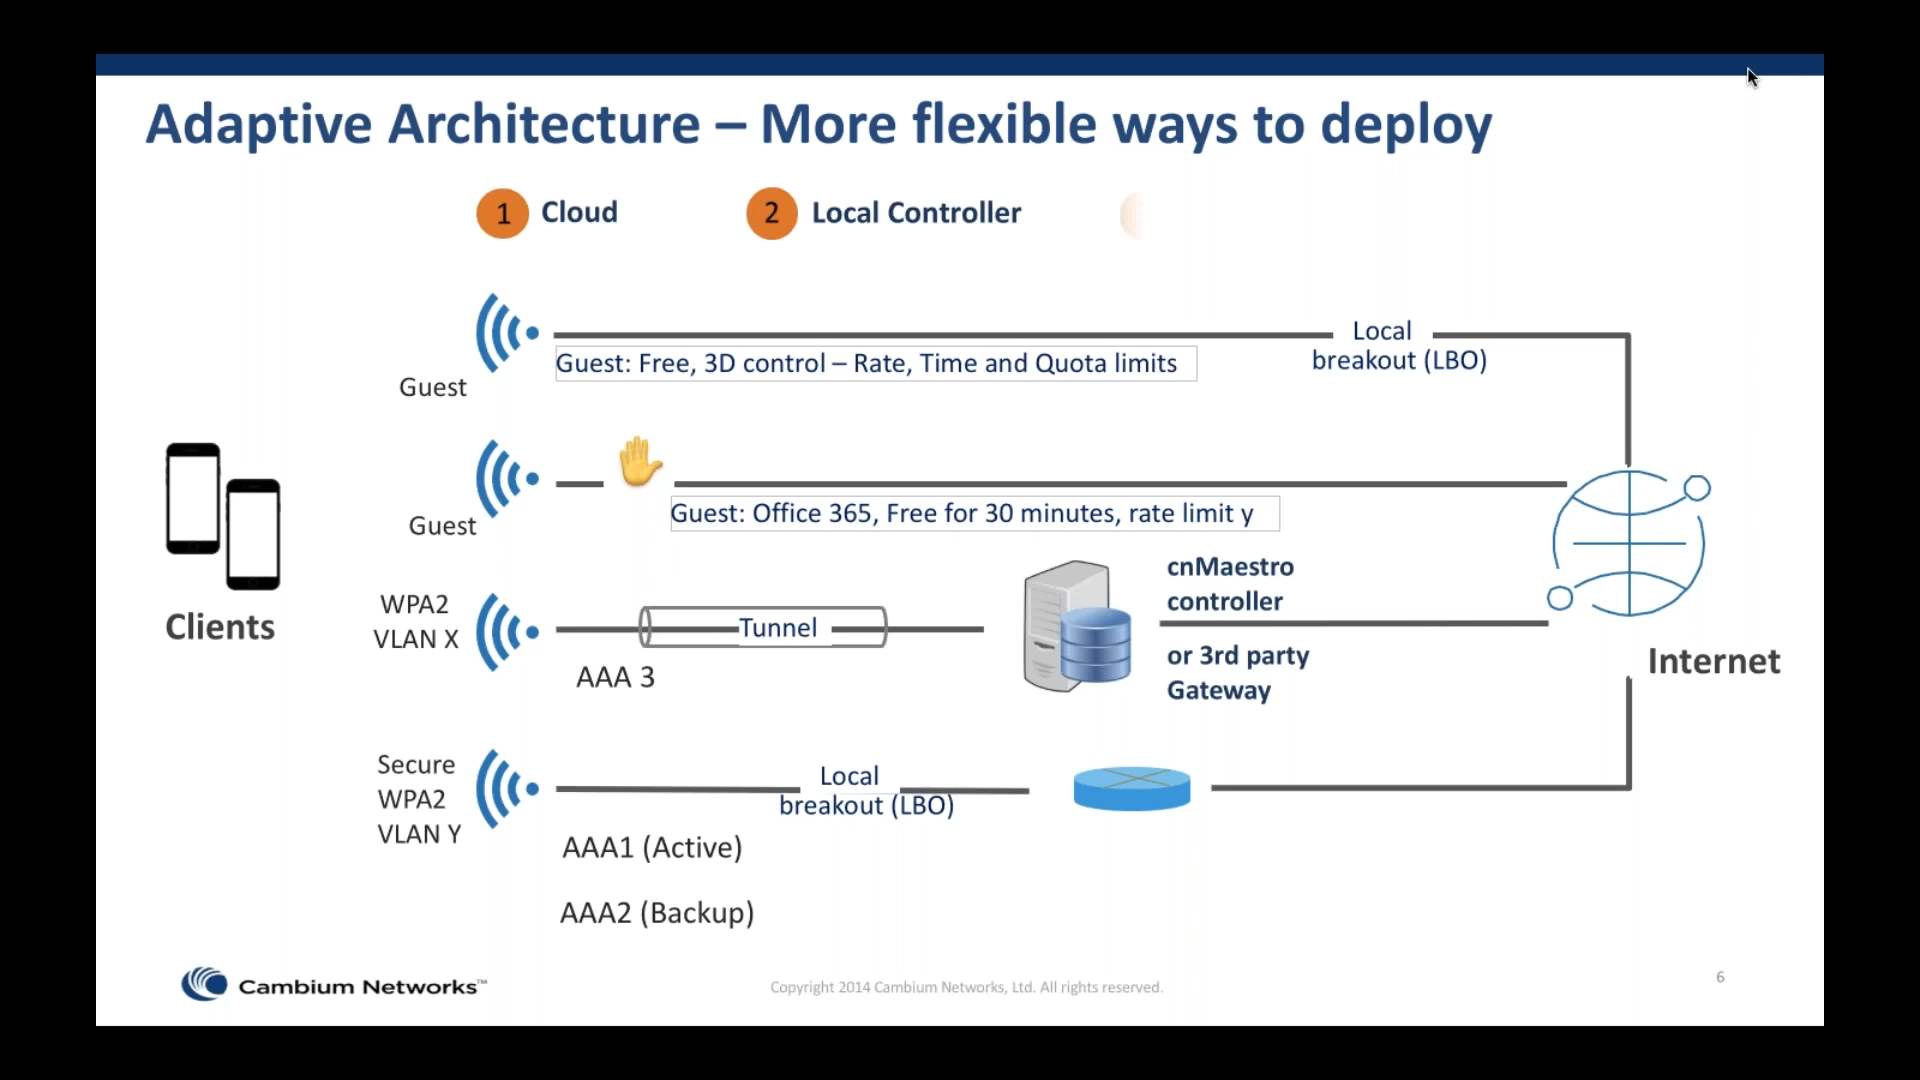 Adaptive Architecture – More flexible ways to deploy
1 Cloud
2 Local Controller
Local
breakout (LBO)
Guest: Free, 3D control – Rate, Time and Quota limits
Guest
Guest: Office 365, Free for 30 minutes, rate limit y
Guest
Clients
WPA2
VLAN X
Tunnel
AAA 3
cnMaestro
controller
or 3rd party
Gateway
Internet
Secure
WPA2
VLAN Y
Local
breakout (LBO)
AAA1 (Active)
AAA2 (Backup)
Cambium Networks™
Copyright 2014 Cambium Networks, Ltd. All rights reserved.
6